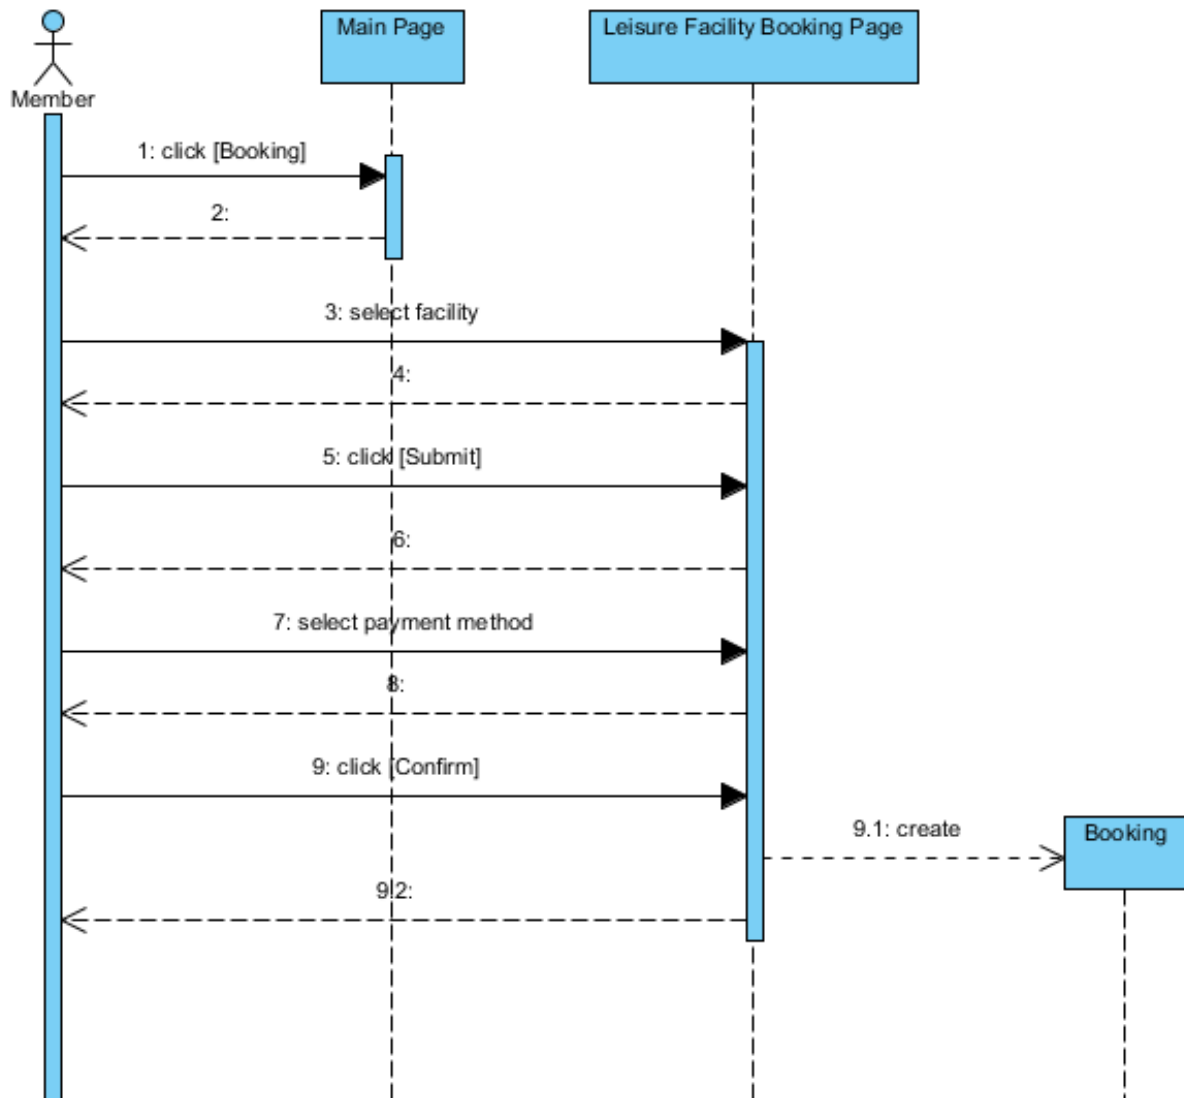 Main Page
Leisure Facility Booking Page
Member
1: click [Booking]
2:
3: select facility
4:
5: click [Submit]
6:
7: select payment method
8:
9: click [Confirm]
9.1: create
Booking
9.2: